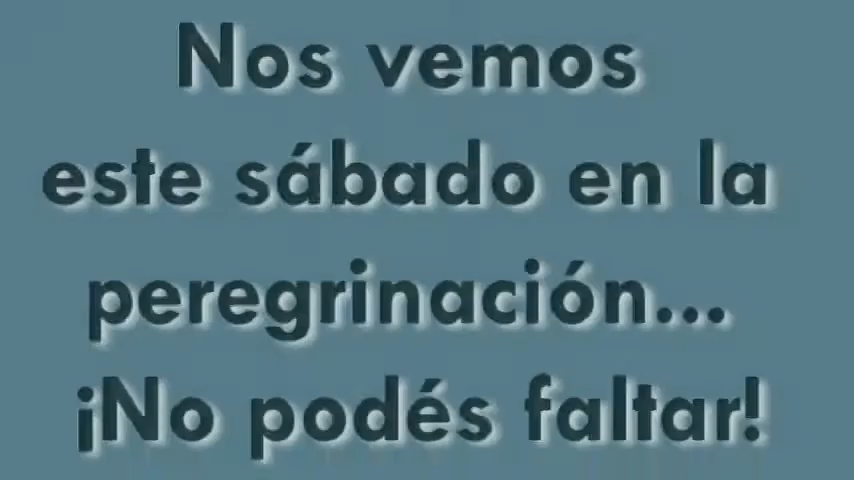 Nos vemos
este sábado en la
peregrinación...
¡No podés faltar!